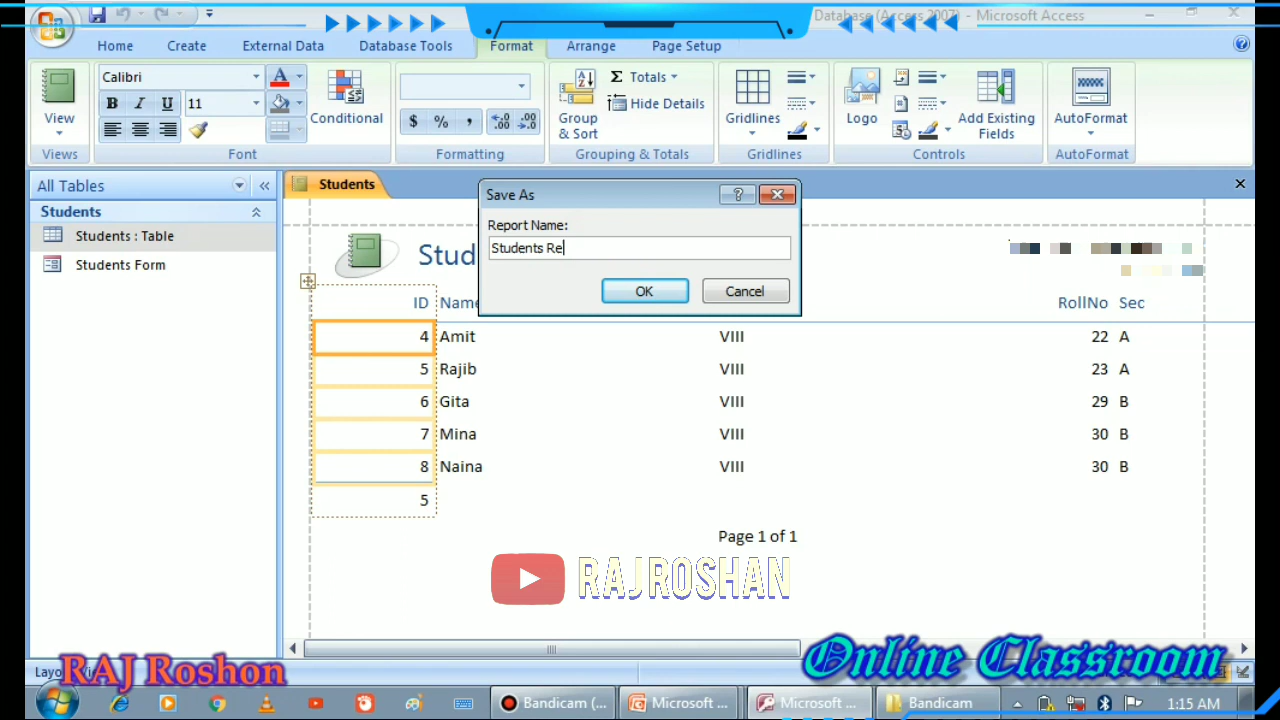 Database (Arccess 2007) - Microsoft Access
Home Create External Data Database Tools Format Arrange Page Setup
Calibri
Totals
B I U 11
View
Conditional
$ % ,
Group & Sort
Hide Details
Gridlines
Logo
Add Existing Fields
AutoFormat
Views Font Formatting Grouping & Totals Gridlines Controls AutoFormat
All Tables
Students
Students : Table
Students Form
Students
Save As
Report Name:
Students Re
OK Cancel
Stud
ID Name RollNo Sec
4 Amit VIII 22 A
5 Rajib VIII 23 A
6 Gita VIII 29 B
7 Mina VIII 30 B
8 Naina VIII 30 B
5
Page 1 of 1
RAJROSHAN
Online Classroom
RAJ Roshon
Bandicam (... Microsoft ... Microsoft ... Bandicam 1:15 AM